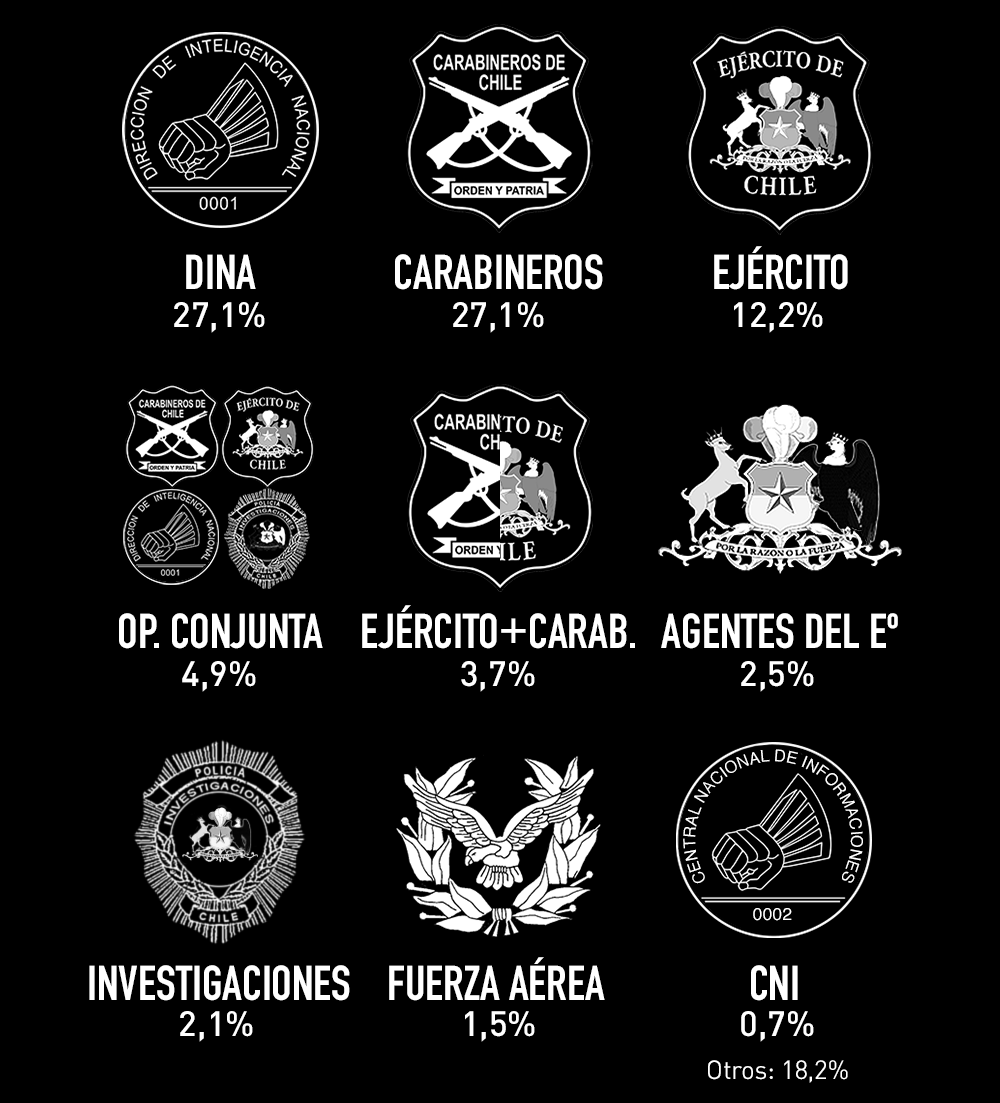 DIRECCION DE INTELIGENCIA NACIONAL
0001
CARABINEROS DE
CHILE
ORDEN Y PATRIA
EJÉRCITO DE
CHILE
DINA
27,1%
CARABINEROS
27,1%
EJÉRCITO
12,2%
CARABINEROS DE
CHILE
ORDEN Y PATRIA
EJÉRCITO DE
CHILE
DIRECCION DE INTELIGENCIA NACIONAL
0001
POLICIA
INVESTIGACIONES
CHILE
CARABINTO DE
CH
ORDEN Y
ILE
POR LA RAZÓN O LA FUERZA
OP. CONJUNTA
4,9%
EJÉRCITO+CARAB.
3,7%
AGENTES DEL Eº
2,5%
POLICIA
INVESTIGACIONES
CHILE
CENTRAL NACIONAL DE INFORMACIONES
0002
INVESTIGACIONES
2,1%
FUERZA AÉREA
1,5%
CNI
0,7%
Otros: 18,2%